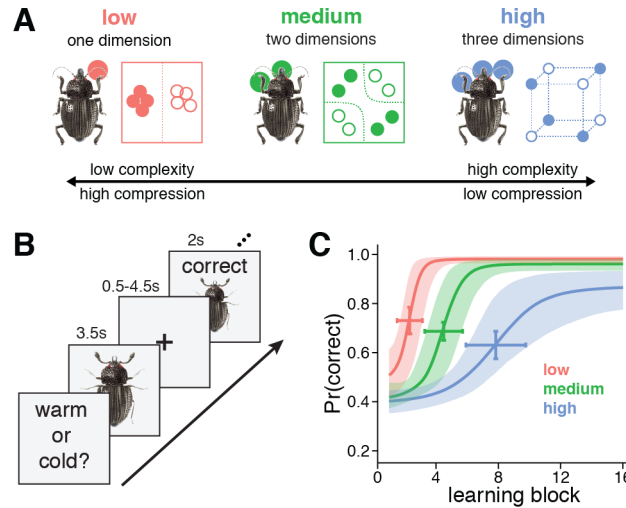 A
low
one dimension
medium
two dimensions
high
three dimensions
low complexity
high compression
high complexity
low compression
B
warm
or
cold?
3.5s
0.5-4.5s
+
2s
correct
C
Pr(correct)
1.0
0.8
0.6
0.4
0.2
0
4
8
12
16
learning block
low
medium
high